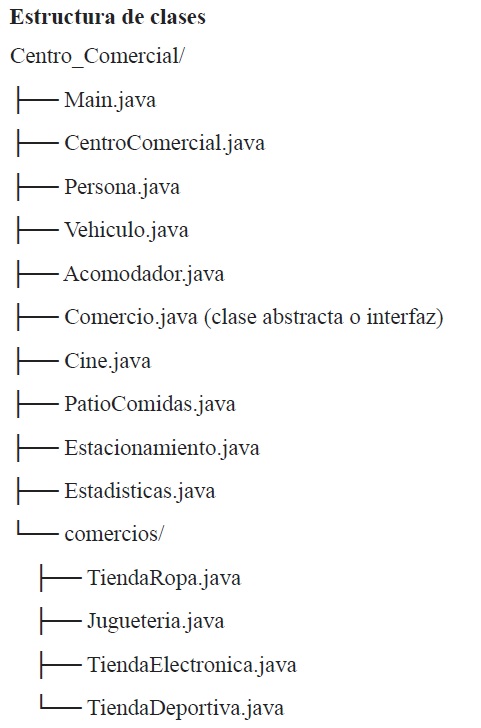 Estructura de clases
Centro_Comercial/
├── Main.java
├── CentroComercial.java
├── Persona.java
├── Vehiculo.java
├── Acomodador.java
├── Comercio.java (clase abstracta o interfaz)
├── Cine.java
├── PatioComidas.java
├── Estacionamiento.java
├── Estadisticas.java
└── comercios/
    ├── TiendaRopa.java
    ├── Jugueteria.java
    ├── TiendaElectronica.java
    └── TiendaDeportiva.java